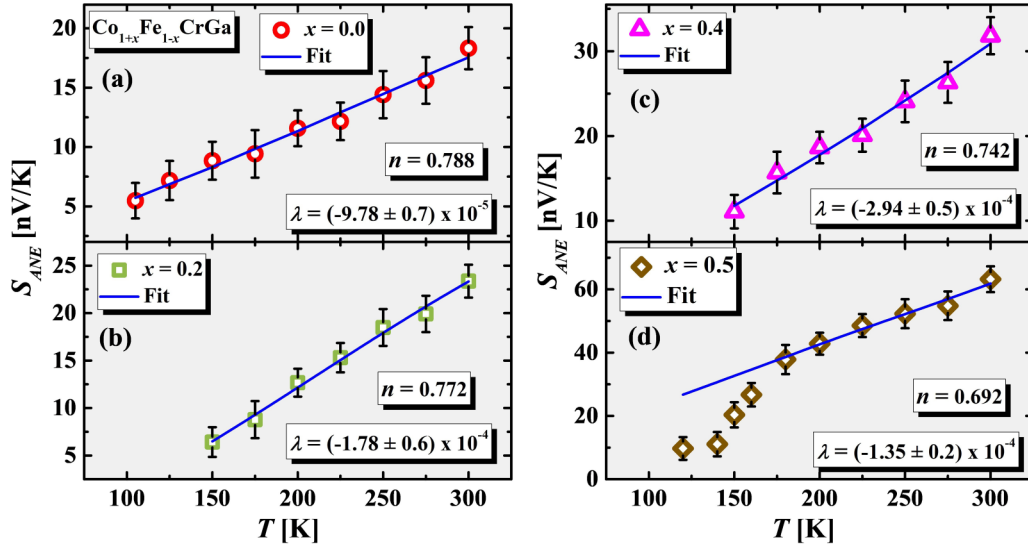 Co1+xFe1-xCrGa
x = 0.0
Fit
(a)
n = 0.788
λ = (-9.78 ± 0.7) x 10-5
20
15
10
5
x = 0.2
Fit
(b)
n = 0.772
λ = (-1.78 ± 0.6) x 10-4
25
20
15
10
5
100 150 200 250 300
T [K]
SANE [nV/K]
x = 0.4
Fit
(c)
n = 0.742
λ = (-2.94 ± 0.5) x 10-4
30
20
10
x = 0.5
Fit
(d)
n = 0.692
λ = (-1.35 ± 0.2) x 10-4
60
40
20
0
100 150 200 250 300
T [K]
SANE [nV/K]